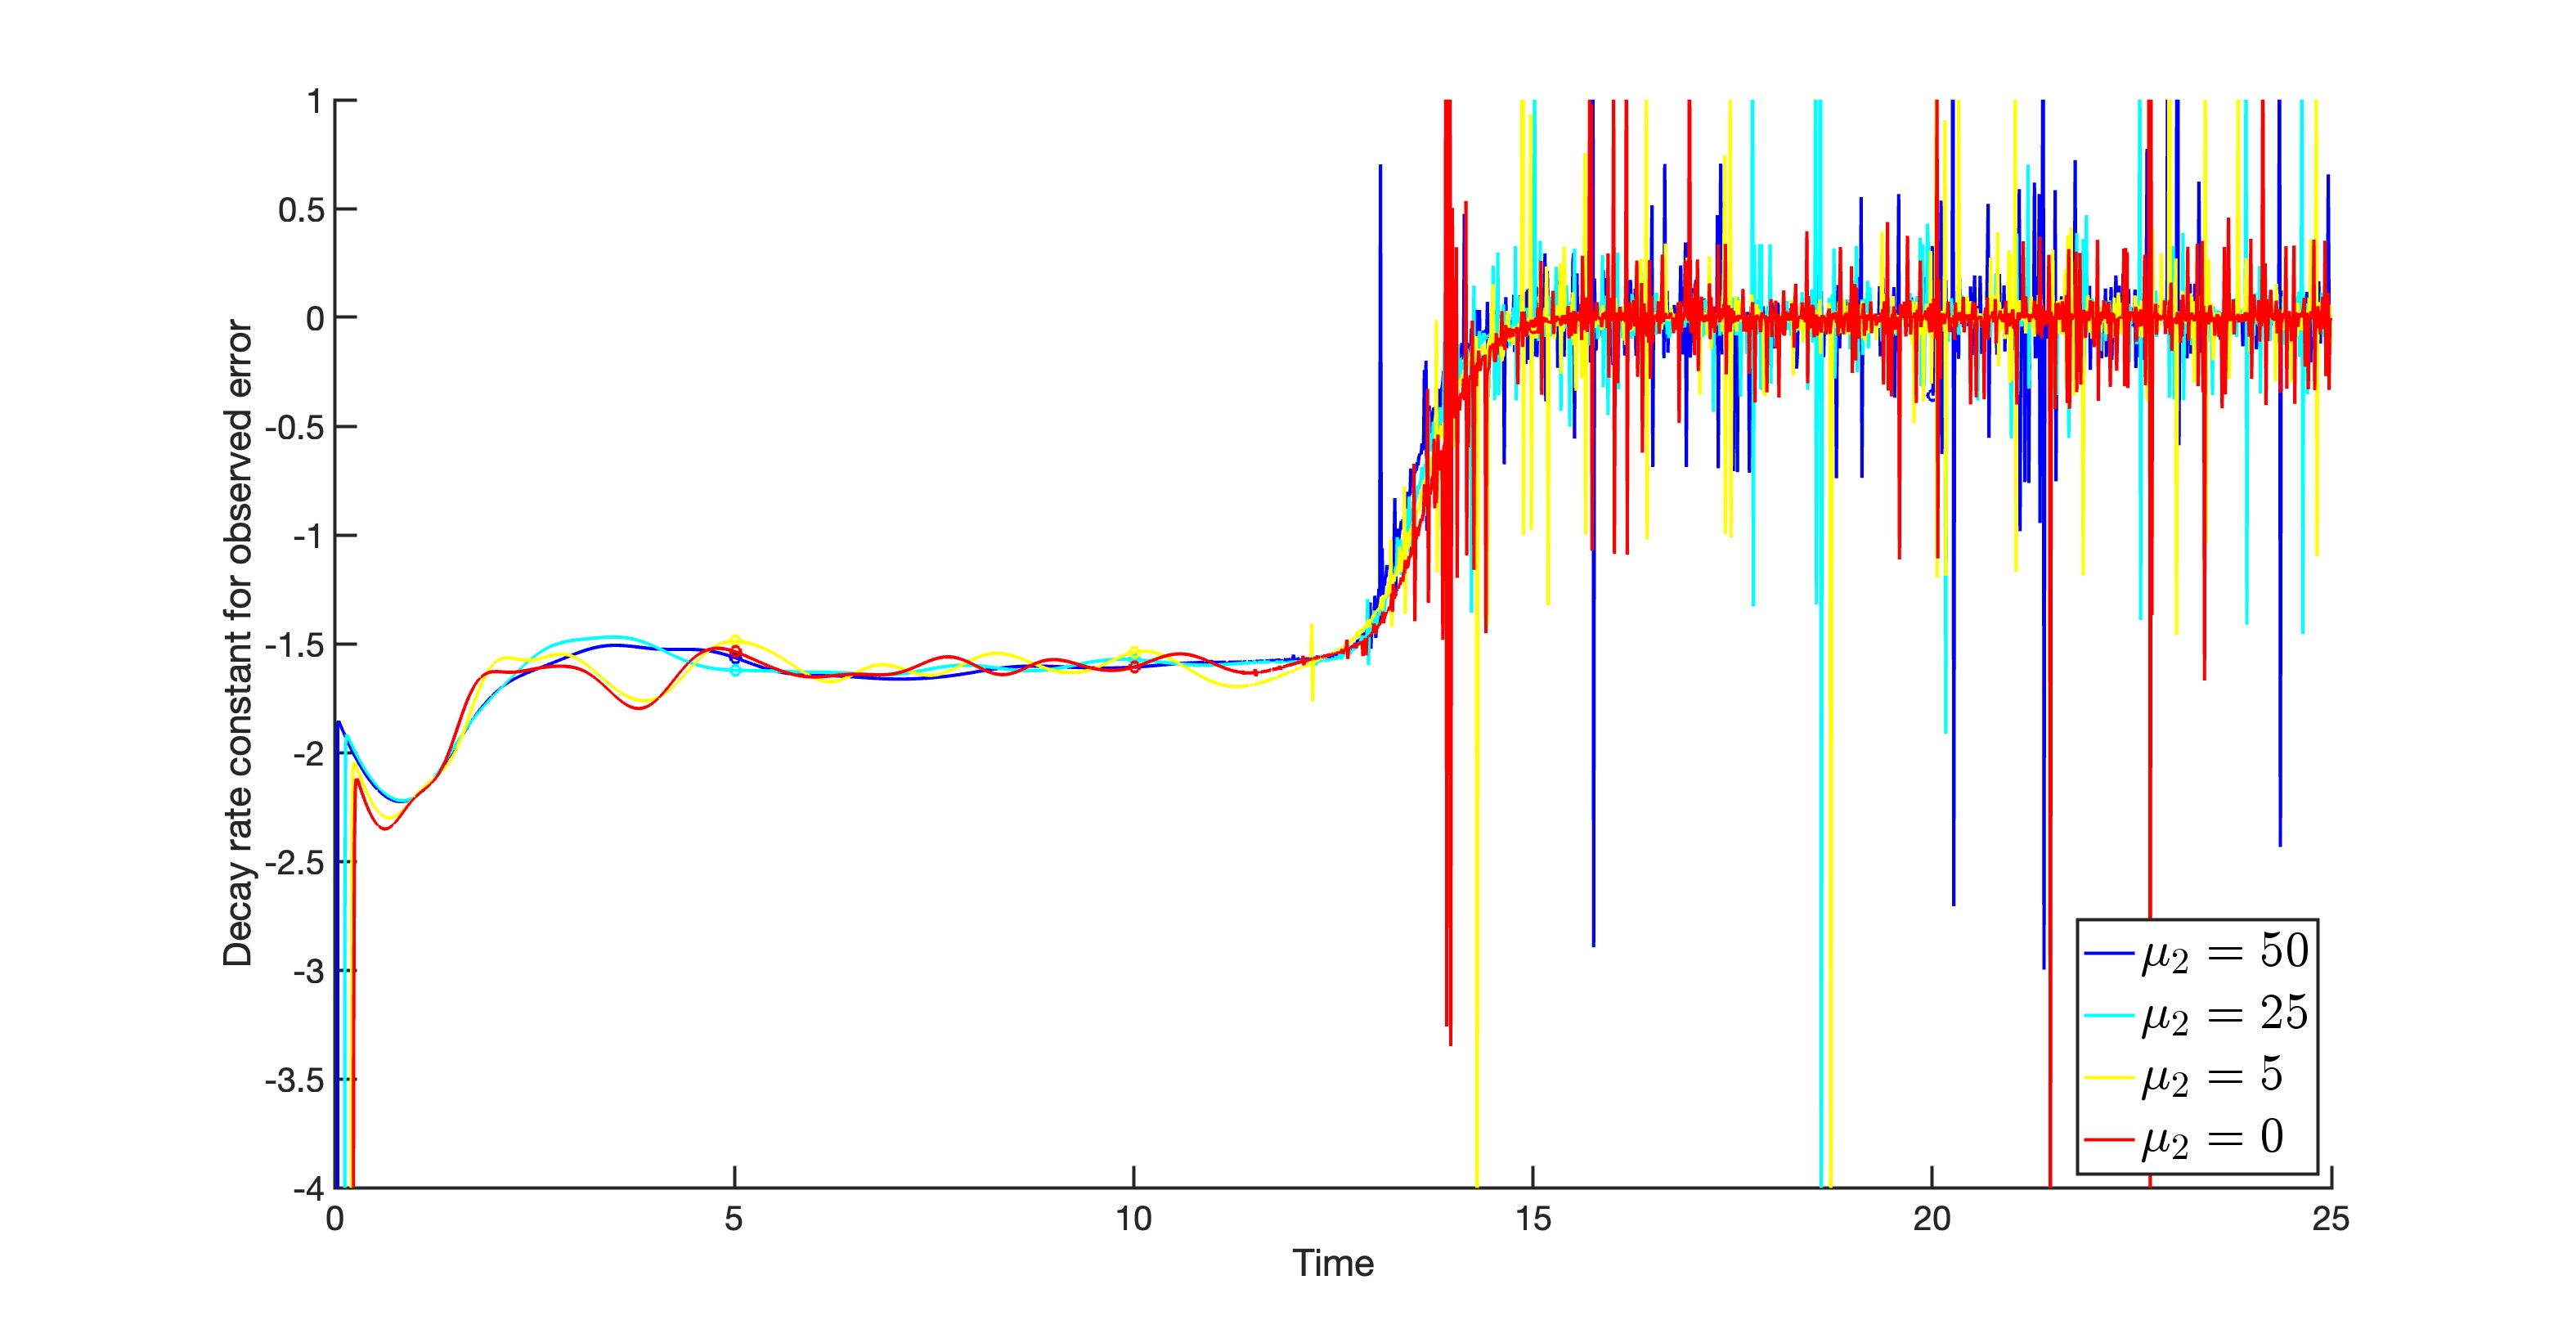 1
0.5
0
-0.5
-1
-1.5
-2
-2.5
-3
-3.5
-4
Decay rate constant for observed error
0 5 10 15 20 25
Time
μ₂ = 50
μ₂ = 25
μ₂ = 5
μ₂ = 0